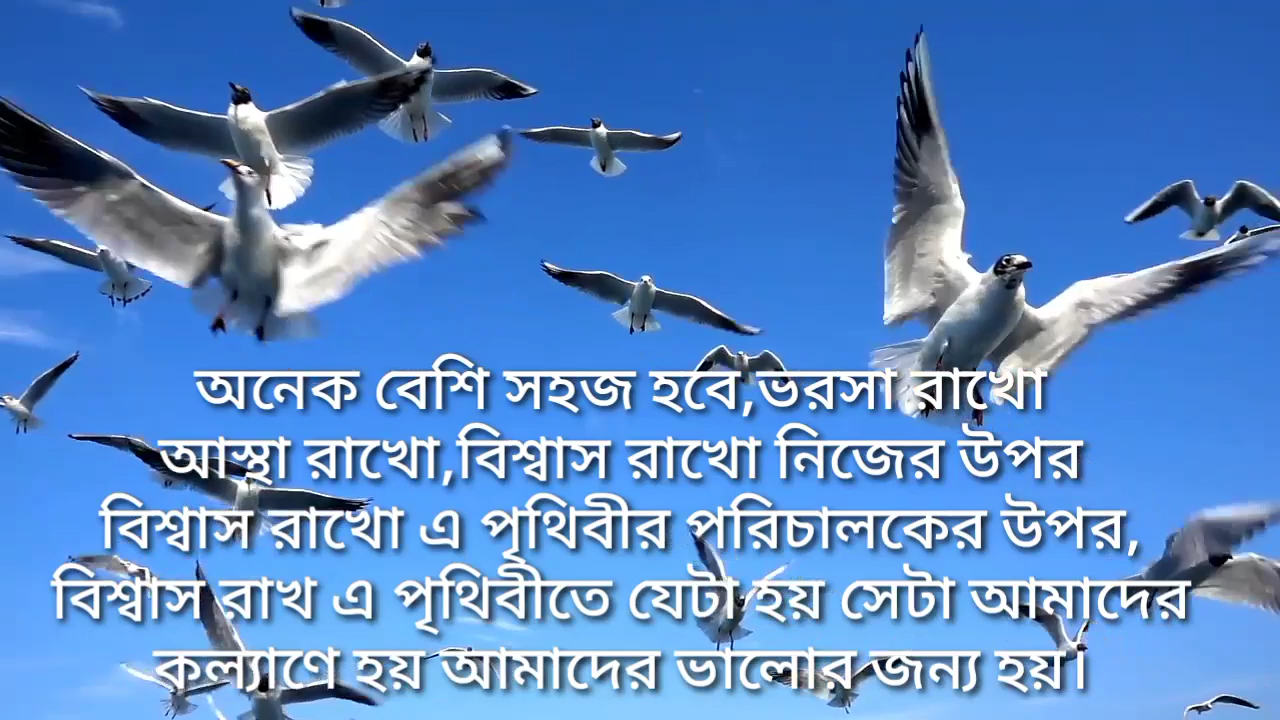 অনেক বেশি সহজ হবে,ভরসা রাখো
আস্থা রাখো,বিশ্বাস রাখো নিজের উপর
বিশ্বাস রাখো এ পৃথিবীর পরিচালকের উপর,
বিশ্বাস রাখ এ পৃথিবীতে যেটা হয় সেটা আমাদের
কল্যাণে হয় আমাদের ভালোর জন্য হয়।